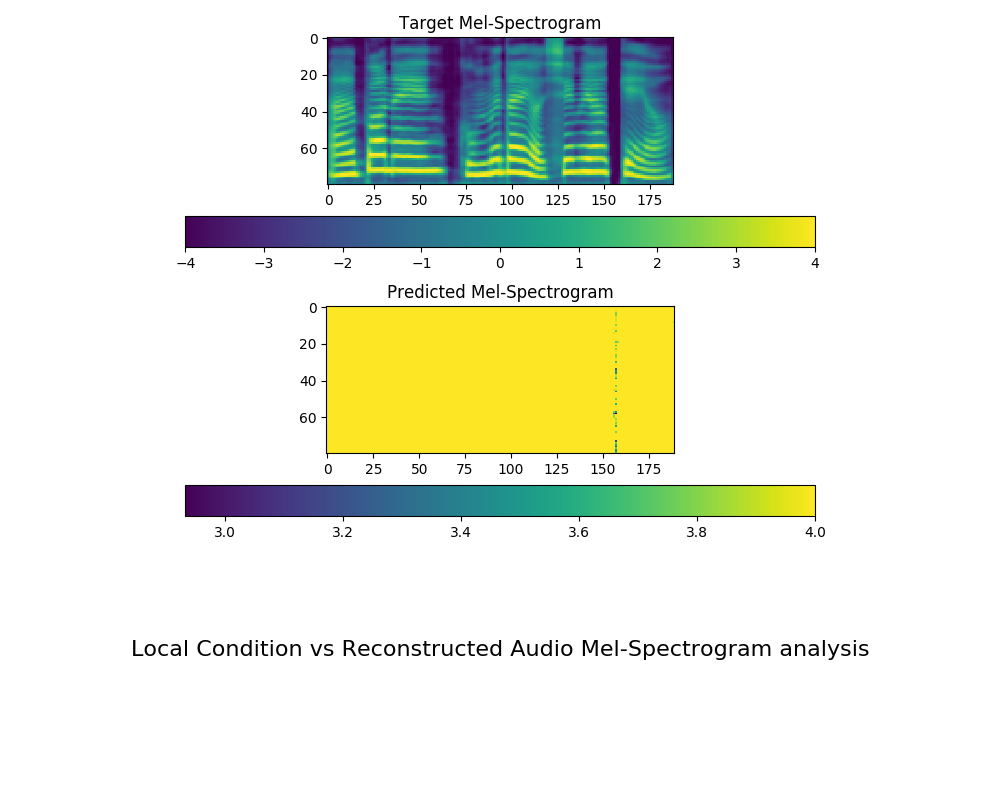 Target Mel-Spectrogram
0
20
40
60
0 25 50 75 100 125 150 175
−4 −3 −2 −1 0 1 2 3 4
Predicted Mel-Spectrogram
0
20
40
60
0 25 50 75 100 125 150 175
3.0 3.2 3.4 3.6 3.8 4.0
Local Condition vs Reconstructed Audio Mel-Spectrogram analysis